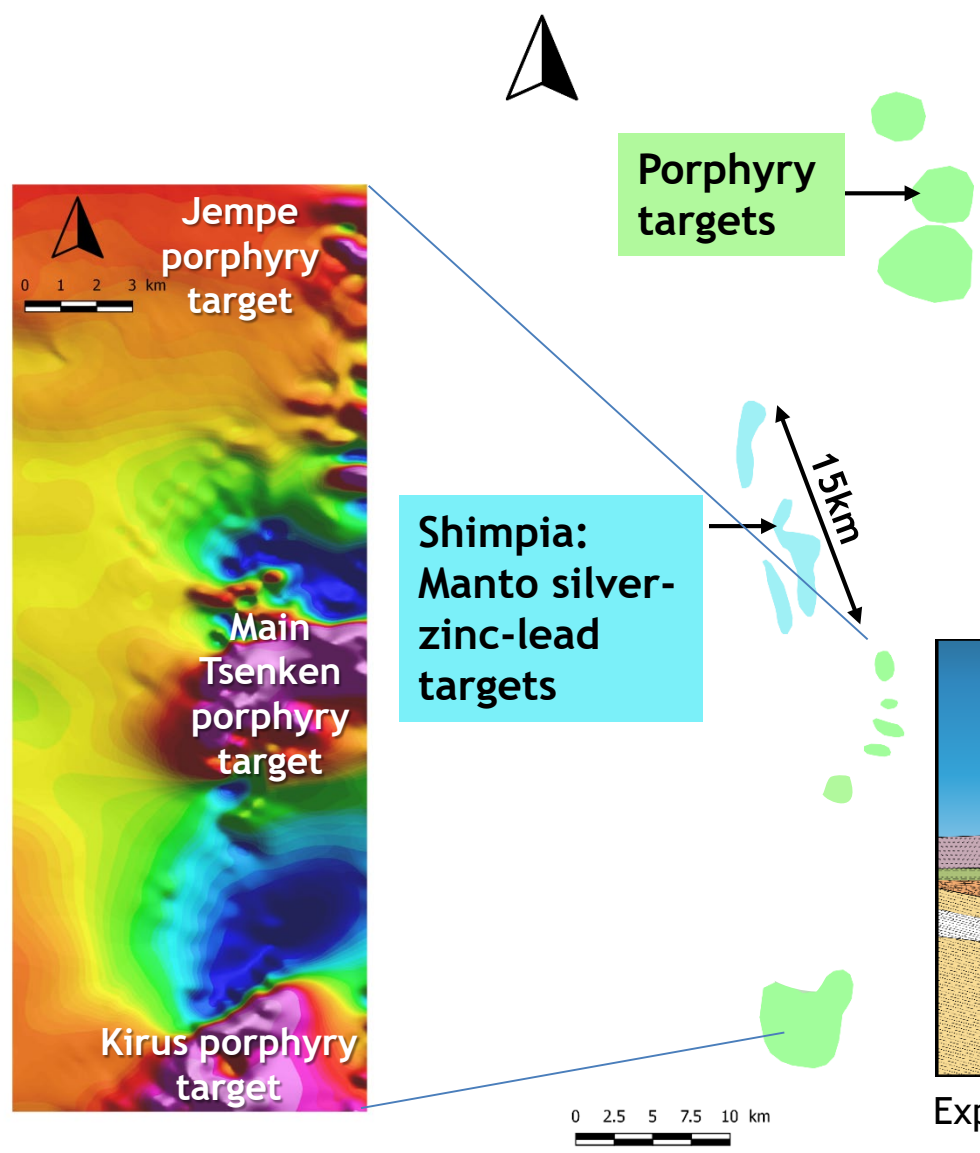 Porphyry
targets
Jempe
porphyry
target
0 1 2 3 km
15km
Shimpia:
Manto silver-
zinc-lead
targets
Main
Tsenken
porphyry
target
Kirus porphyry
target
0 2.5 5 7.5 10 km
Exp